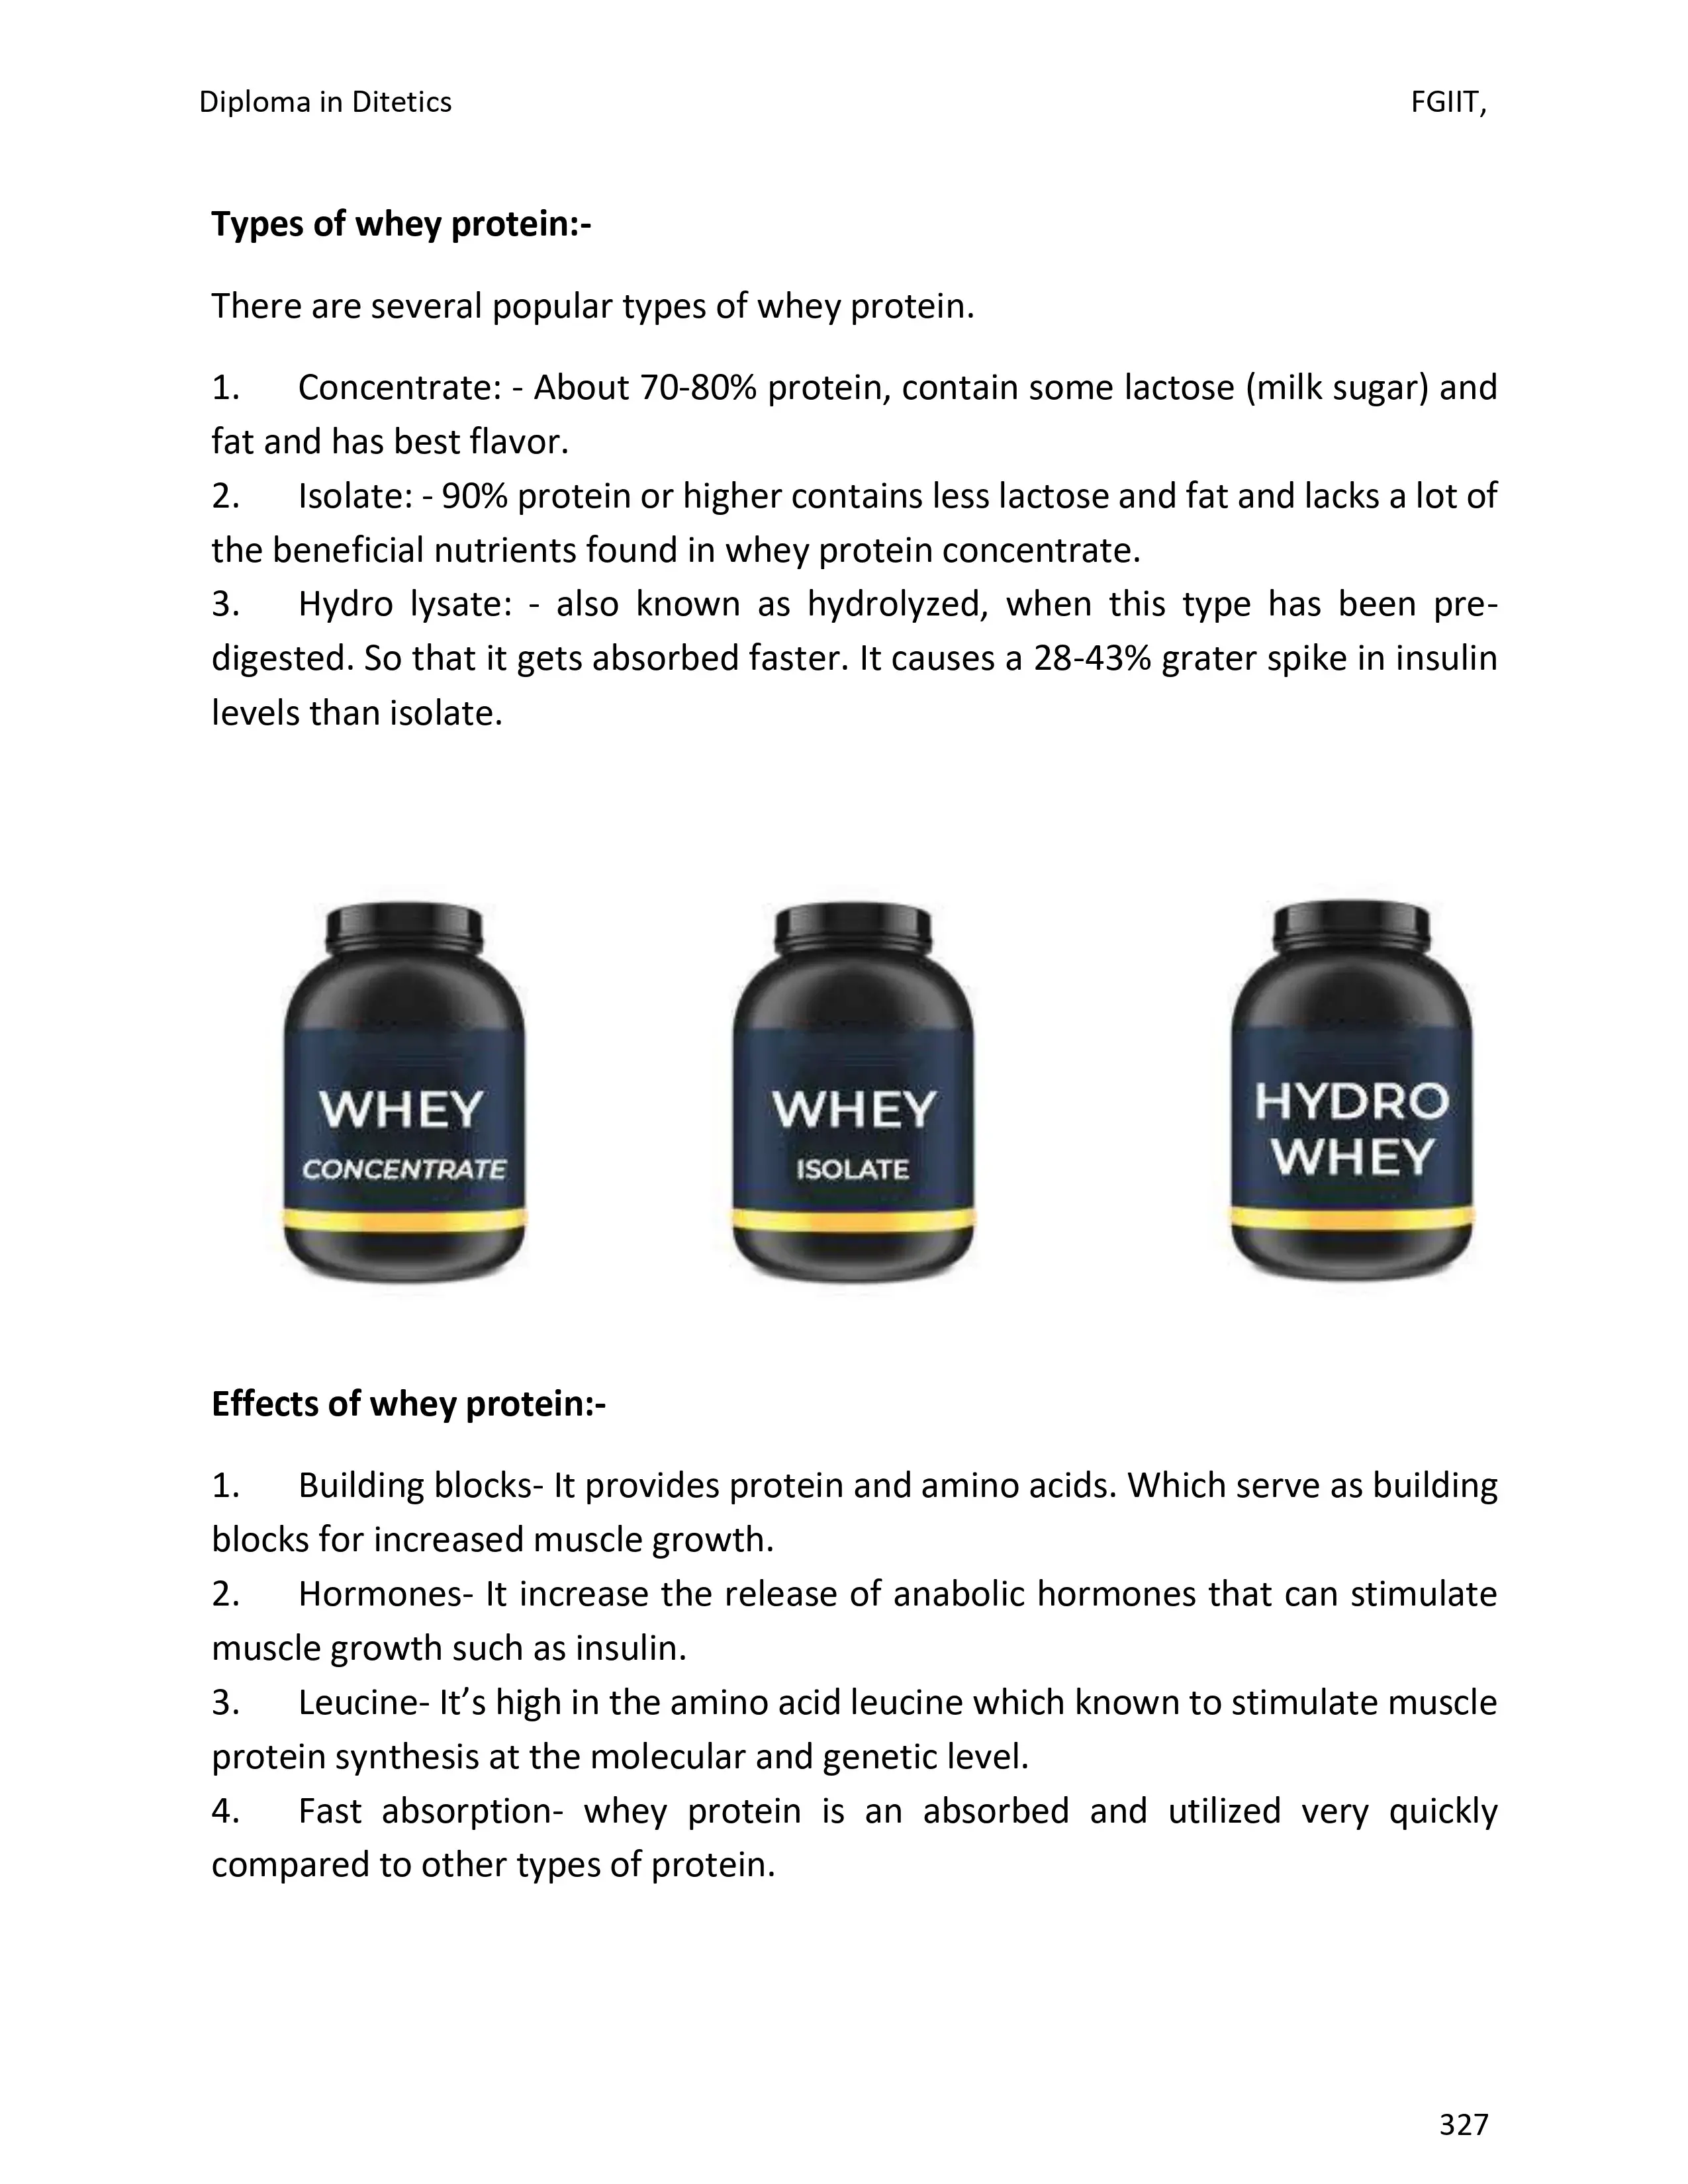 Diploma in Ditetics FGIIT,
Types of whey protein:-
There are several popular types of whey protein.
1. Concentrate: - About 70-80% protein, contain some lactose (milk sugar) and
fat and has best flavor.
2. Isolate: - 90% protein or higher contains less lactose and fat and lacks a lot of
the beneficial nutrients found in whey protein concentrate.
3. Hydro lysate: - also known as hydrolyzed, when this type has been pre-
digested. So that it gets absorbed faster. It causes a 28-43% grater spike in insulin
levels than isolate.
WHEY
CONCENTRATE
WHEY
ISOLATE
HYDRO
WHEY
Effects of whey protein:-
1. Building blocks- It provides protein and amino acids. Which serve as building
blocks for increased muscle growth.
2. Hormones- It increase the release of anabolic hormones that can stimulate
muscle growth such as insulin.
3. Leucine- It’s high in the amino acid leucine which known to stimulate muscle
protein synthesis at the molecular and genetic level.
4. Fast absorption- whey protein is an absorbed and utilized very quickly
compared to other types of protein.
327